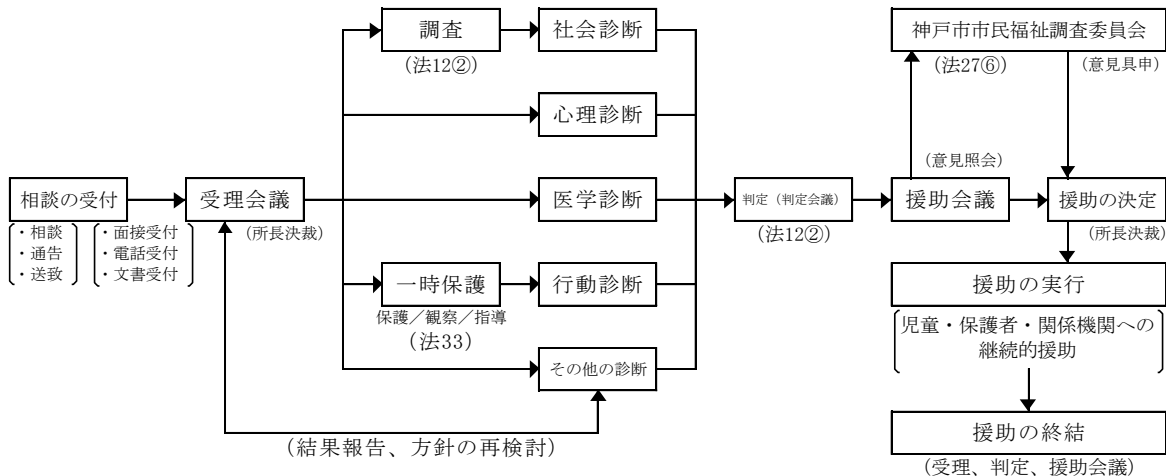 調査
(法12②)
社会診断
神戸市市民福祉調査委員会
(法27⑥)
(意見具申)
心理診断
(意見照会)
相談の受付
・相談
・通告
・送致
・面接受付
・電話受付
・文書受付
受理会議
(所長決裁)
医学診断
判定(判定会議)
(法12②)
援助会議
援助の決定
(所長決裁)
一時保護
保護/観察/指導
(法33)
行動診断
援助の実行
児童・保護者・関係機関への
継続的援助
その他の診断
(結果報告、方針の再検討)
援助の終結
(受理、判定、援助会議)